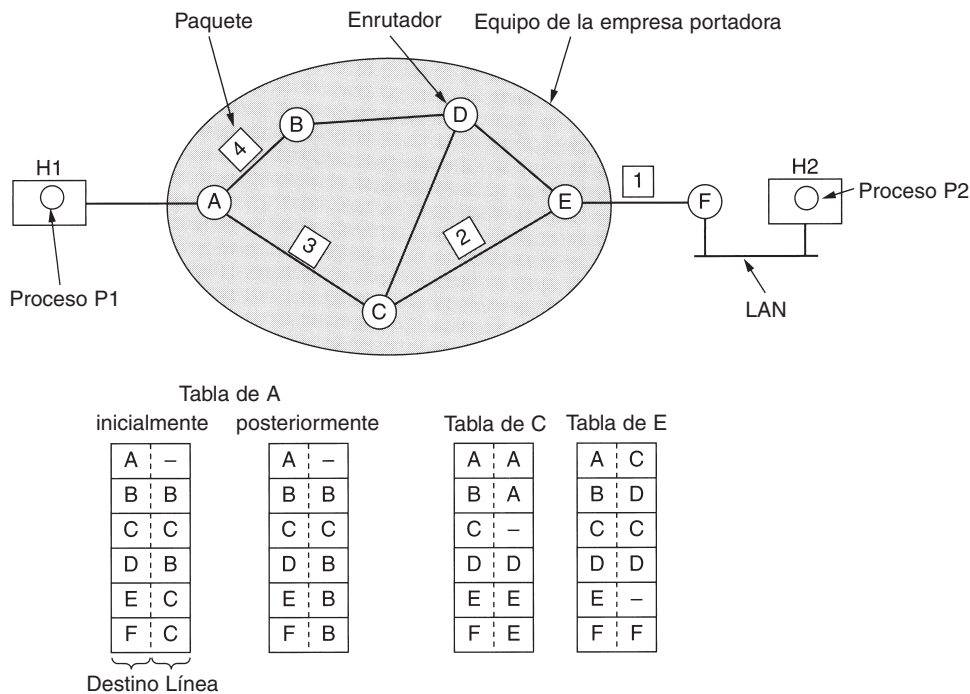 Paquete
Enrutador
Equipo de la empresa portadora
B
D
4
H1
1
H2
A
E
F
Proceso P2
3
2
Proceso P1
C
LAN
Tabla de A
inicialmente posteriormente Tabla de C Tabla de E
A – A – A A A C
B B B B B A B D
C C C C C – C C
D B D B D D D D
E C E B E E E –
F C F B F E F F
Destino Línea